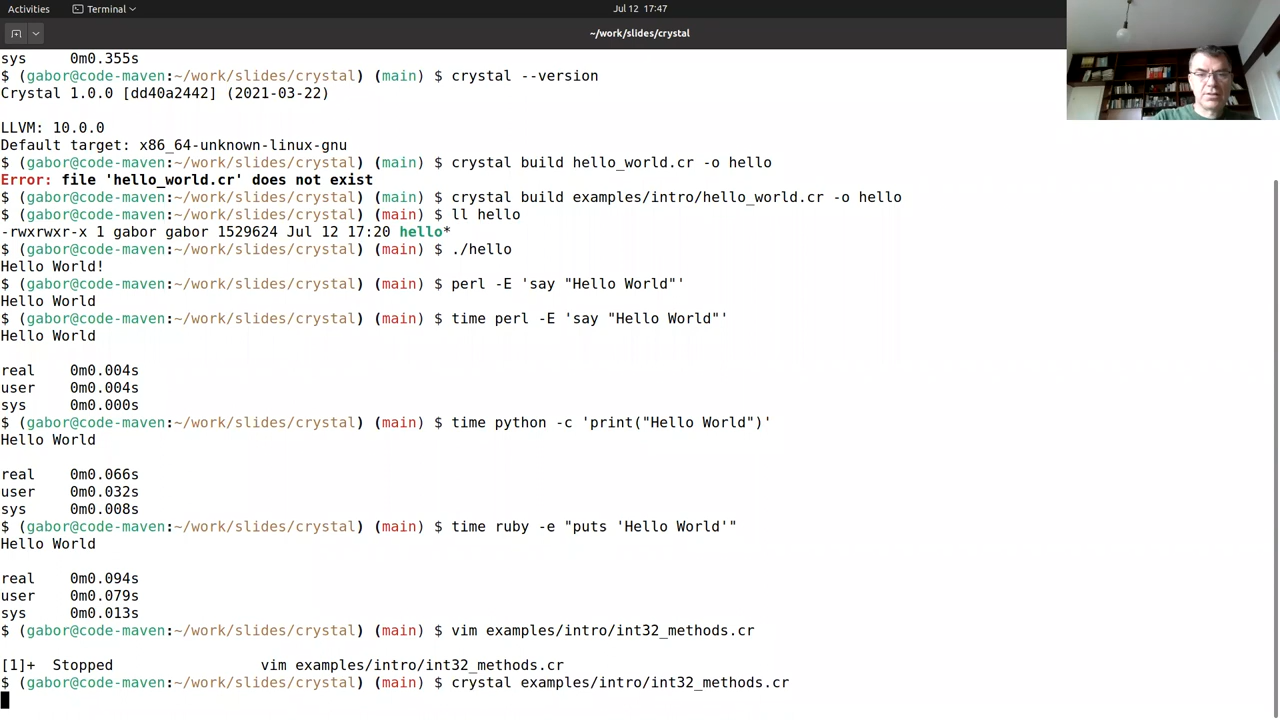 Activities Terminal Jul 12 17:47
~/work/slides/crystal
sys 0m0.355s
$ (gabor@code-maven:~/work/slides/crystal) (main) $ crystal --version
Crystal 1.0.0 [dd40a2442] (2021-03-22)
LLVM: 10.0.0
Default target: x86_64-unknown-linux-gnu
$ (gabor@code-maven:~/work/slides/crystal) (main) $ crystal build hello_world.cr -o hello
Error: file 'hello_world.cr' does not exist
$ (gabor@code-maven:~/work/slides/crystal) (main) $ crystal build examples/intro/hello_world.cr -o hello
$ (gabor@code-maven:~/work/slides/crystal) (main) $ ll hello
-rwxrwxr-x 1 gabor gabor 1529624 Jul 12 17:20 hello*
$ (gabor@code-maven:~/work/slides/crystal) (main) $ ./hello
Hello World!
$ (gabor@code-maven:~/work/slides/crystal) (main) $ perl -E 'say "Hello World"'
Hello World
$ (gabor@code-maven:~/work/slides/crystal) (main) $ time perl -E 'say "Hello World"'
Hello World
real 0m0.004s
user 0m0.004s
sys 0m0.000s
$ (gabor@code-maven:~/work/slides/crystal) (main) $ time python -c 'print("Hello World")'
Hello World
real 0m0.066s
user 0m0.032s
sys 0m0.008s
$ (gabor@code-maven:~/work/slides/crystal) (main) $ time ruby -e "puts 'Hello World'"
Hello World
real 0m0.094s
user 0m0.079s
sys 0m0.013s
$ (gabor@code-maven:~/work/slides/crystal) (main) $ vim examples/intro/int32_methods.cr
[1]+ Stopped vim examples/intro/int32_methods.cr
$ (gabor@code-maven:~/work/slides/crystal) (main) $ crystal examples/intro/int32_methods.cr